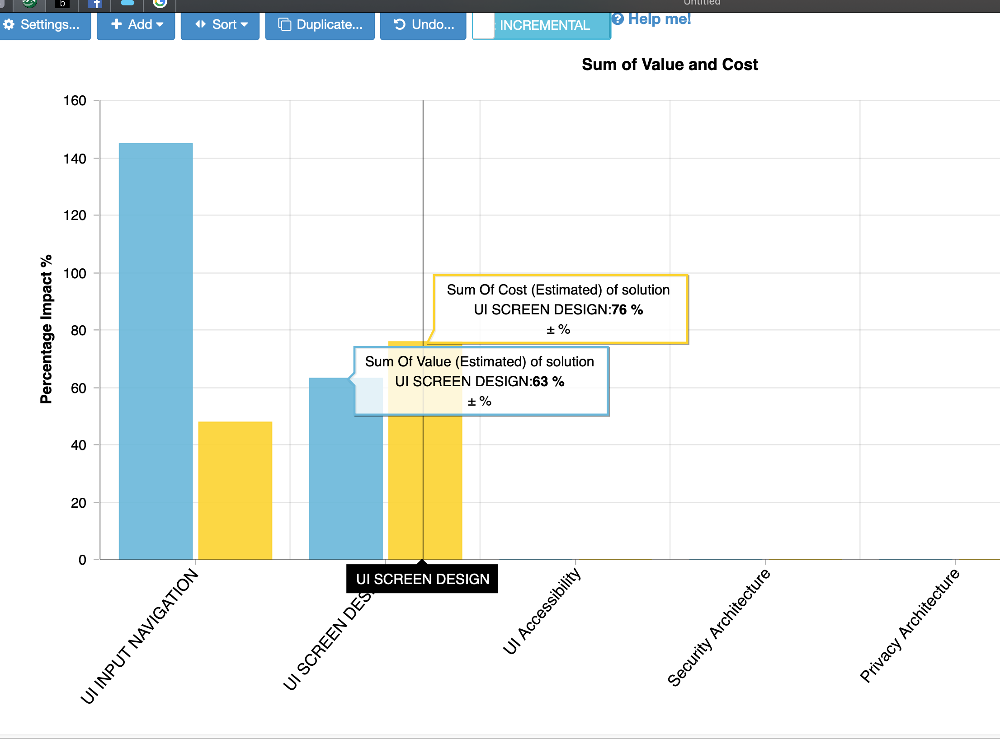 Untitled
Settings... Add Sort Duplicate... Undo... INCREMENTAL Help me!
Sum of Value and Cost
160
140
120
100
80
60
40
20
0
Percentage Impact %
Sum Of Cost (Estimated) of solution
UI SCREEN DESIGN:76 %
± %
Sum Of Value (Estimated) of solution
UI SCREEN DESIGN:63 %
± %
UI SCREEN DESIGN
UI INPUT NAVIGATION
UI SCREEN DES
UI Accessibility
Security Architecture
Privacy Architecture